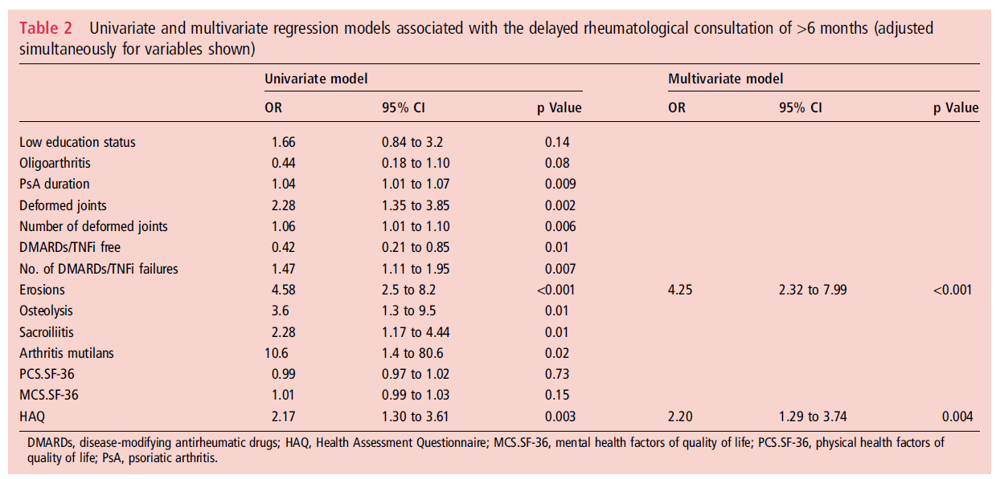 Table 2 Univariate and multivariate regression models associated with the delayed rheumatological consultation of >6 months (adjusted
simultaneously for variables shown)
Univariate model Multivariate model
OR 95% CI p Value OR 95% CI p Value
Low education status 1.66 0.84 to 3.2 0.14
Oligoarthritis 0.44 0.18 to 1.10 0.08
PsA duration 1.04 1.01 to 1.07 0.009
Deformed joints 2.28 1.35 to 3.85 0.002
Number of deformed joints 1.06 1.01 to 1.10 0.006
DMARDs/TNFi free 0.42 0.21 to 0.85 0.01
No. of DMARDs/TNFi failures 1.47 1.11 to 1.95 0.007
Erosions 4.58 2.5 to 8.2 <0.001 4.25 2.32 to 7.99 <0.001
Osteolysis 3.6 1.3 to 9.5 0.01
Sacroiliitis 2.28 1.17 to 4.44 0.01
Arthritis mutilans 10.6 1.4 to 80.6 0.02
PCS.SF-36 0.99 0.97 to 1.02 0.73
MCS.SF-36 1.01 0.99 to 1.03 0.15
HAQ 2.17 1.30 to 3.61 0.003 2.20 1.29 to 3.74 0.004
DMARDs, disease-modifying antirheumatic drugs; HAQ, Health Assessment Questionnaire; MCS.SF-36, mental health factors of quality of life; PCS.SF-36, physical health factors of
quality of life; PsA, psoriatic arthritis.